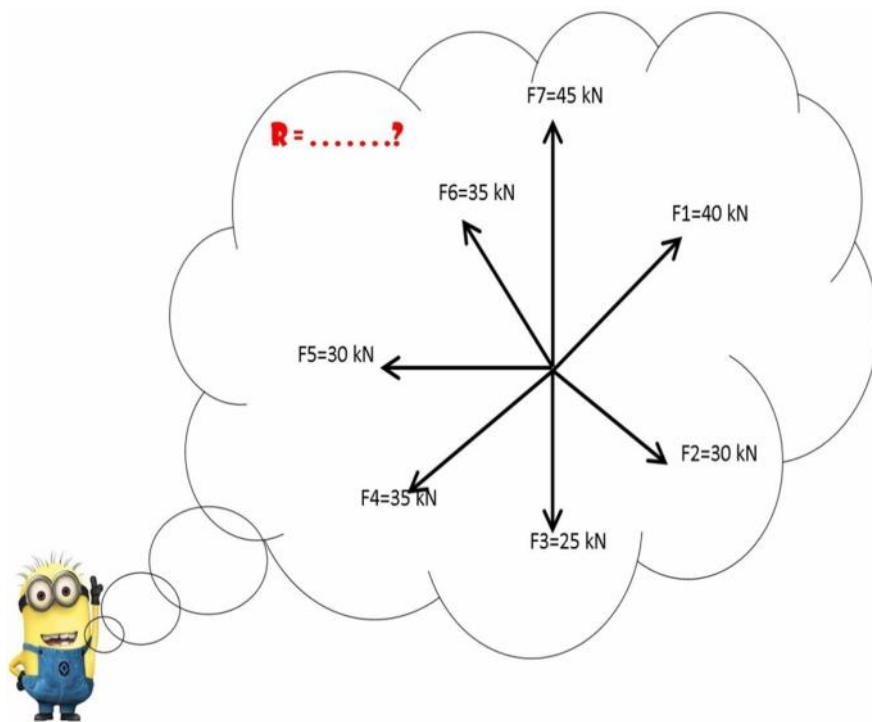 F7=45 kN
R = . . . . . . .?
F6=35 kN
F1=40 kN
F5=30 kN
F2=30 kN
F4=35 kN
F3=25 kN